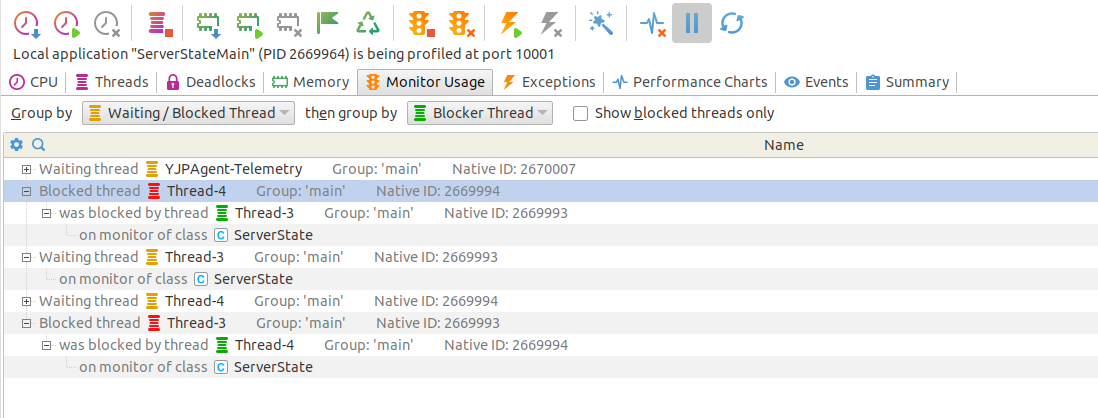 Local application "ServerStateMain" (PID 2669964) is being profiled at port 10001
CPU Threads Deadlocks Memory Monitor Usage Exceptions Performance Charts Events Summary
Group by Waiting / Blocked Thread then group by Blocker Thread Show blocked threads only
Name
Waiting thread YJPAgent-Telemetry Group: 'main' Native ID: 2670007
Blocked thread Thread-4 Group: 'main' Native ID: 2669994
was blocked by thread Thread-3 Group: 'main' Native ID: 2669993
on monitor of class C ServerState
Waiting thread Thread-3 Group: 'main' Native ID: 2669993
on monitor of class C ServerState
Waiting thread Thread-4 Group: 'main' Native ID: 2669994
Blocked thread Thread-3 Group: 'main' Native ID: 2669993
was blocked by thread Thread-4 Group: 'main' Native ID: 2669994
on monitor of class C ServerState